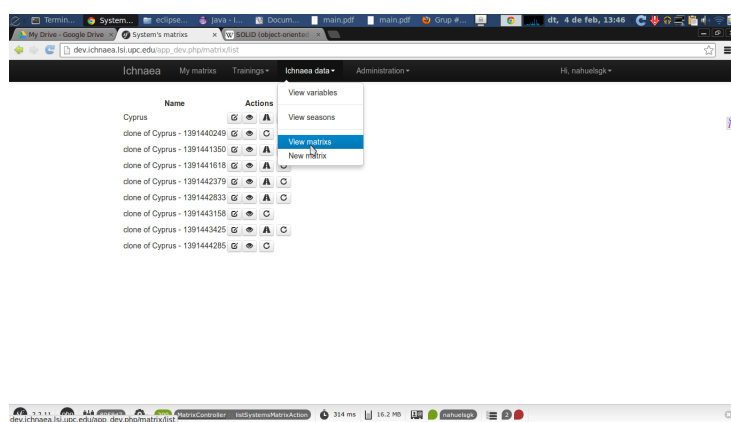 Termin... System... eclipse... Java - I... Docum... main.pdf main.pdf Grup #... dt, 4 de feb, 13:46
My Drive - Google Drive × System's matrixs × SOLID (object-oriented ×
dev.ichnaea.lsi.upc.edu/app_dev.php/matrix/list
Ichnaea My matrixs Trainings Ichnaea data Administration Hi, nahuelsgk
View variables
View seasons
View matrixs
New matrix
Name Actions
Cyprus
clone of Cyprus - 1391440249
clone of Cyprus - 1391441350
clone of Cyprus - 1391441618
clone of Cyprus - 1391442379
clone of Cyprus - 1391442833
clone of Cyprus - 1391443158
clone of Cyprus - 1391443425
clone of Cyprus - 1391444285
MatrixController listSystemsMatrixAction 314 ms 16.2 MB nahuelsgk 2
dev.ichnaea.lsi.upc.edu/app_dev.php/matrix/list